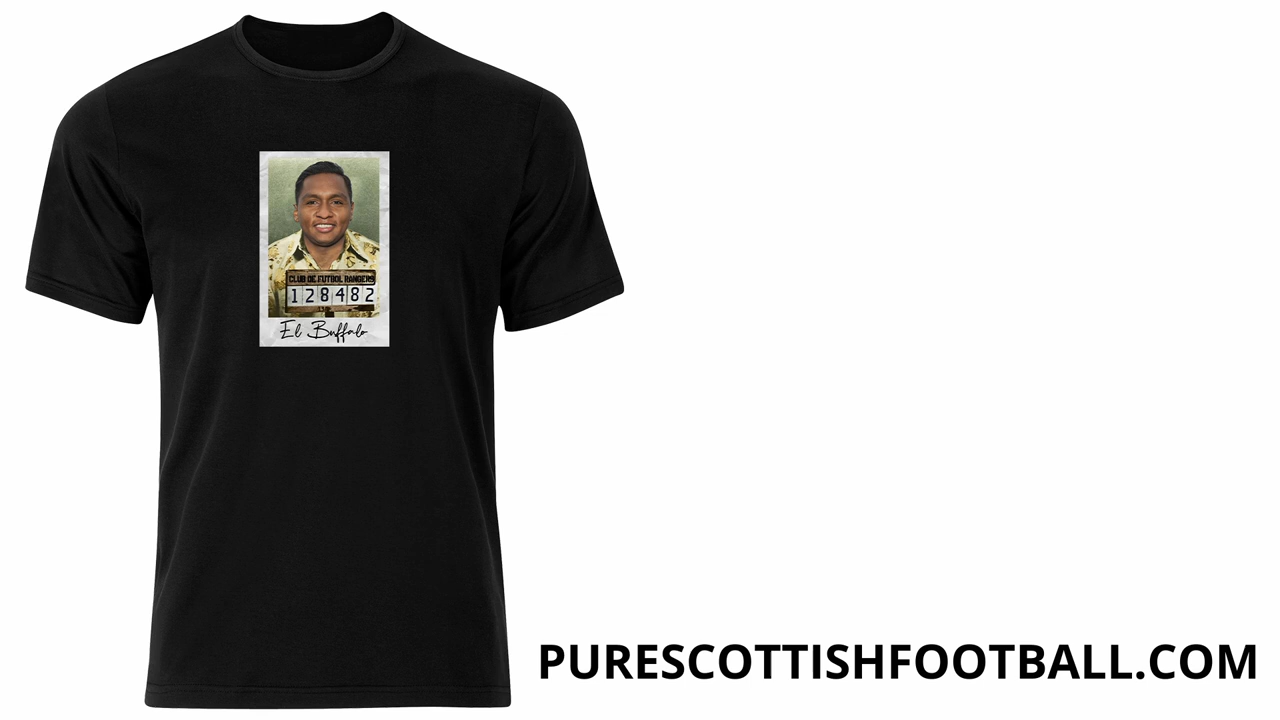 CLUB DE FUTBOL RANGERS
128482
El Buffalo
PURESCOTTISHFOOTBALL.COM